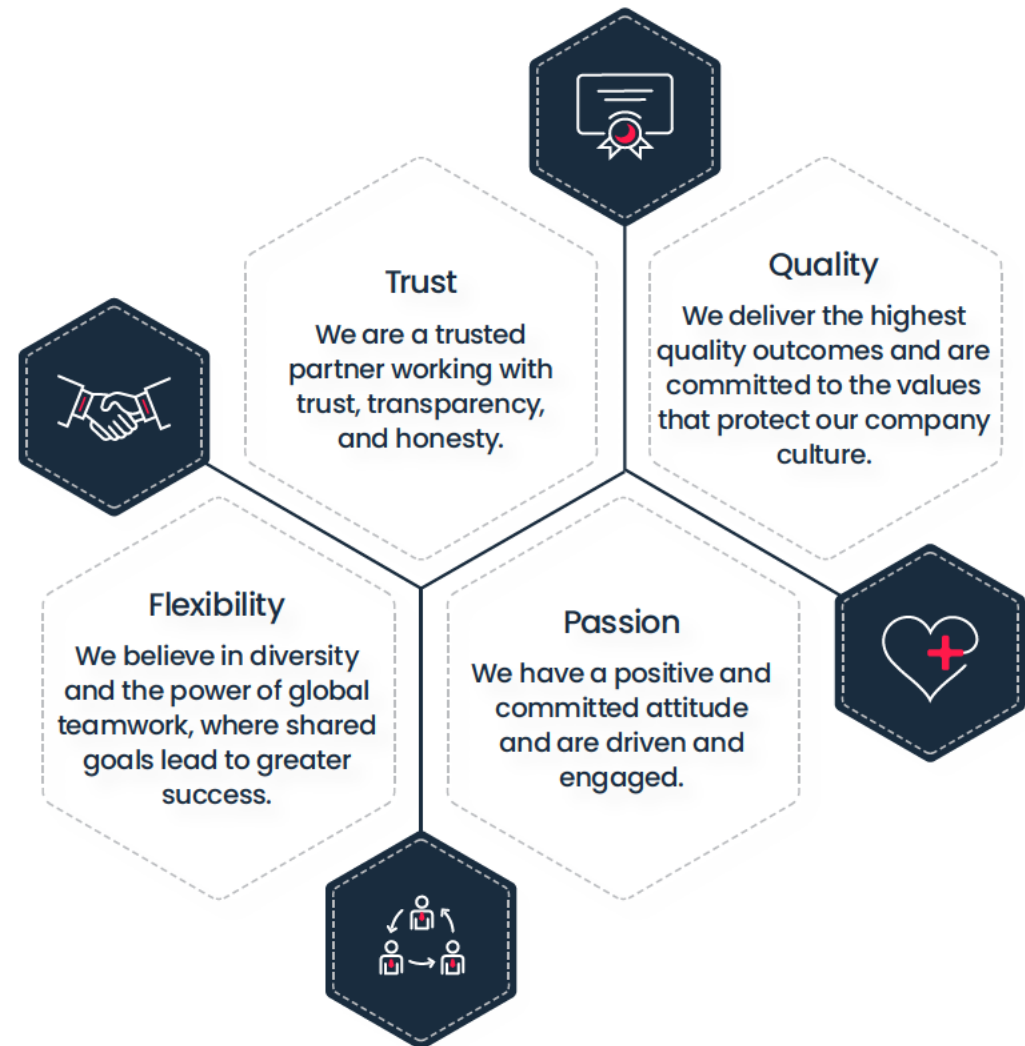 Trust
We are a trusted
partner working with
trust, transparency,
and honesty.
Quality
We deliver the highest
quality outcomes and are
committed to the values
that protect our company
culture.
Flexibility
We believe in diversity
and the power of global
teamwork, where shared
goals lead to greater
success.
Passion
We have a positive and
committed attitude
and are driven and
engaged.